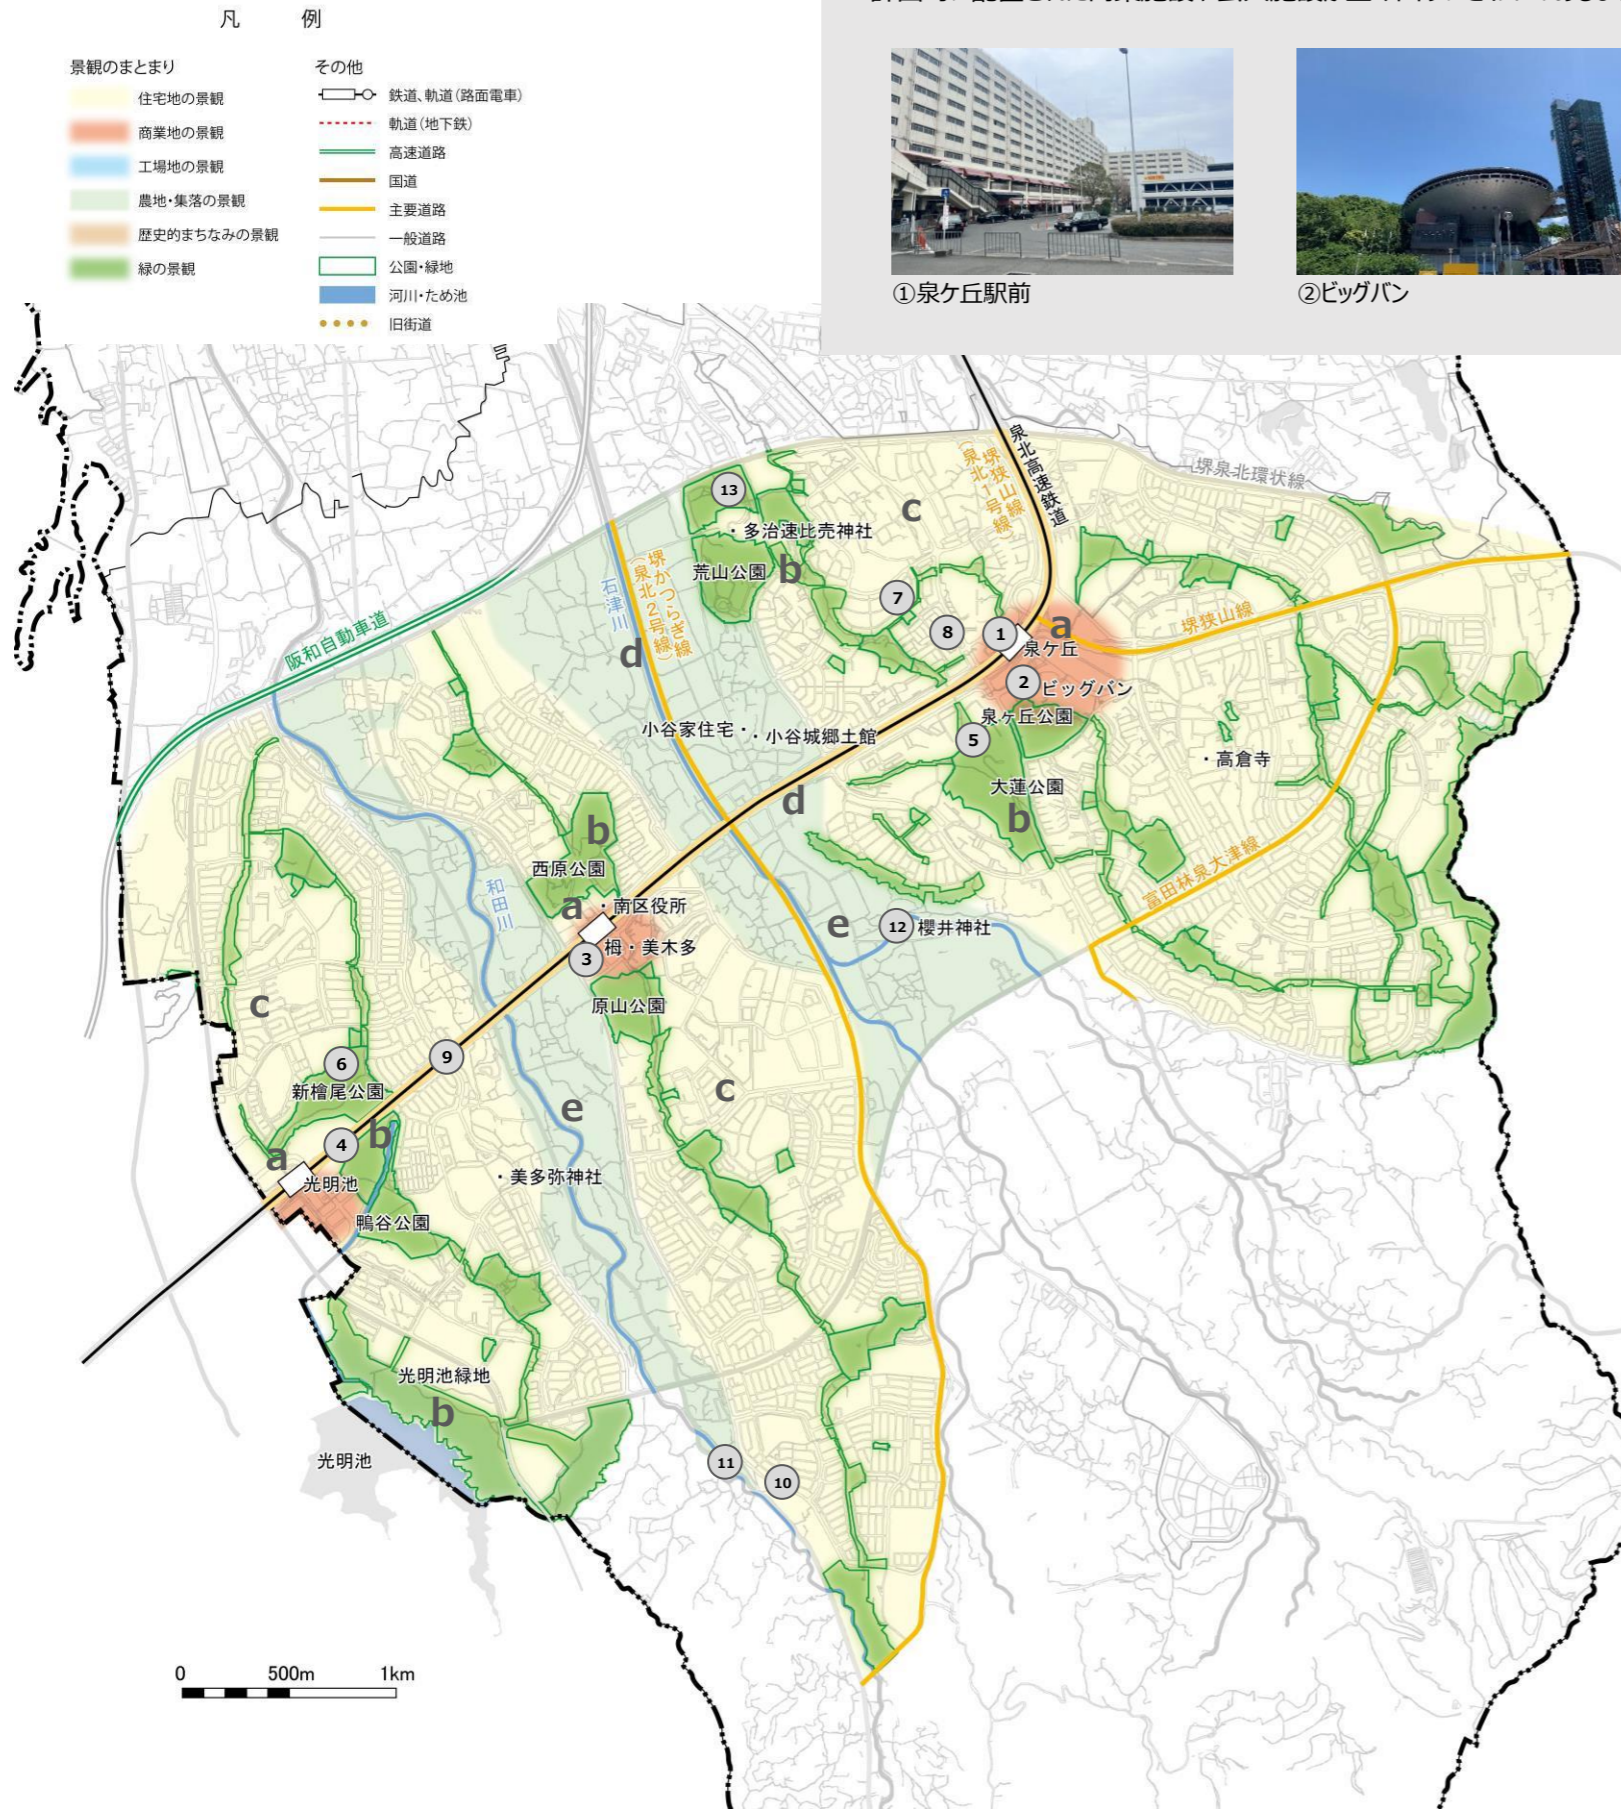 凡 例
景観のまとまり
住宅地の景観
商業地の景観
工場地の景観
農地・集落の景観
歴史的まちなみの景観
緑の景観
その他
鉄道、軌道（路面電車）
軌道（地下鉄）
高速道路
国道
主要道路
一般道路
公園・緑地
河川・ため池
旧街道
①泉ケ丘駅前
②ビッグバン
泉北高速鉄道
堺狭山線
（泉北1号線）
堺泉北環状線
13
c
・多治速比売神社
荒山公園
b
堺かつらぎ線
（泉北2号線）
石津川
阪和自動車道
7
8
1
a
泉ケ丘
堺狭山線
d
2
ビッグバン
泉ヶ丘公園
小谷家住宅・
・小谷城郷土館
5
・高倉寺
大蓮公園
d
b
b
西原公園
和田川
富田林泉大津線
a
・南区役所
e
12
櫻井神社
栂・美木多
3
c
原山公園
9
6
新檜尾公園
c
e
4
b
a
光明池
・美多弥神社
鴨谷公園
光明池緑地
b
光明池
11
10
0 500m 1km